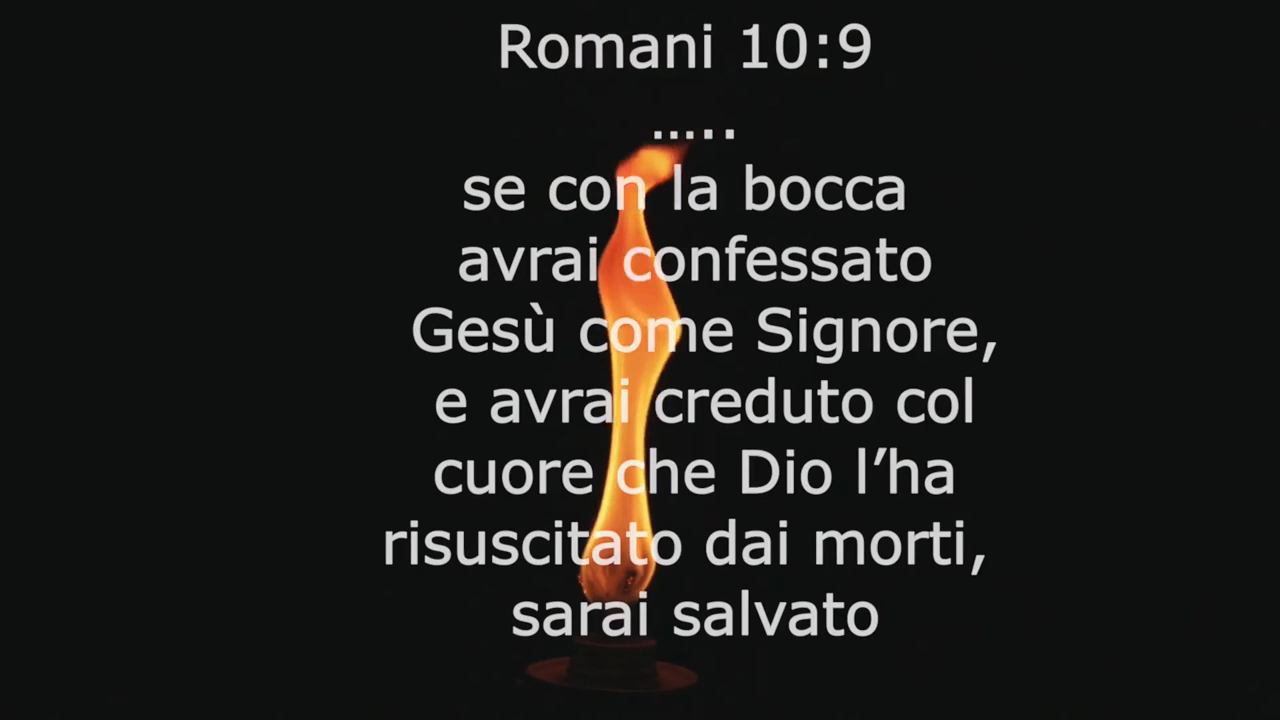 Romani 10:9
.....
se con la bocca
avrai confessato
Gesù come Signore,
e avrai creduto col
cuore che Dio l’ha
risuscitato dai morti,
sarai salvato